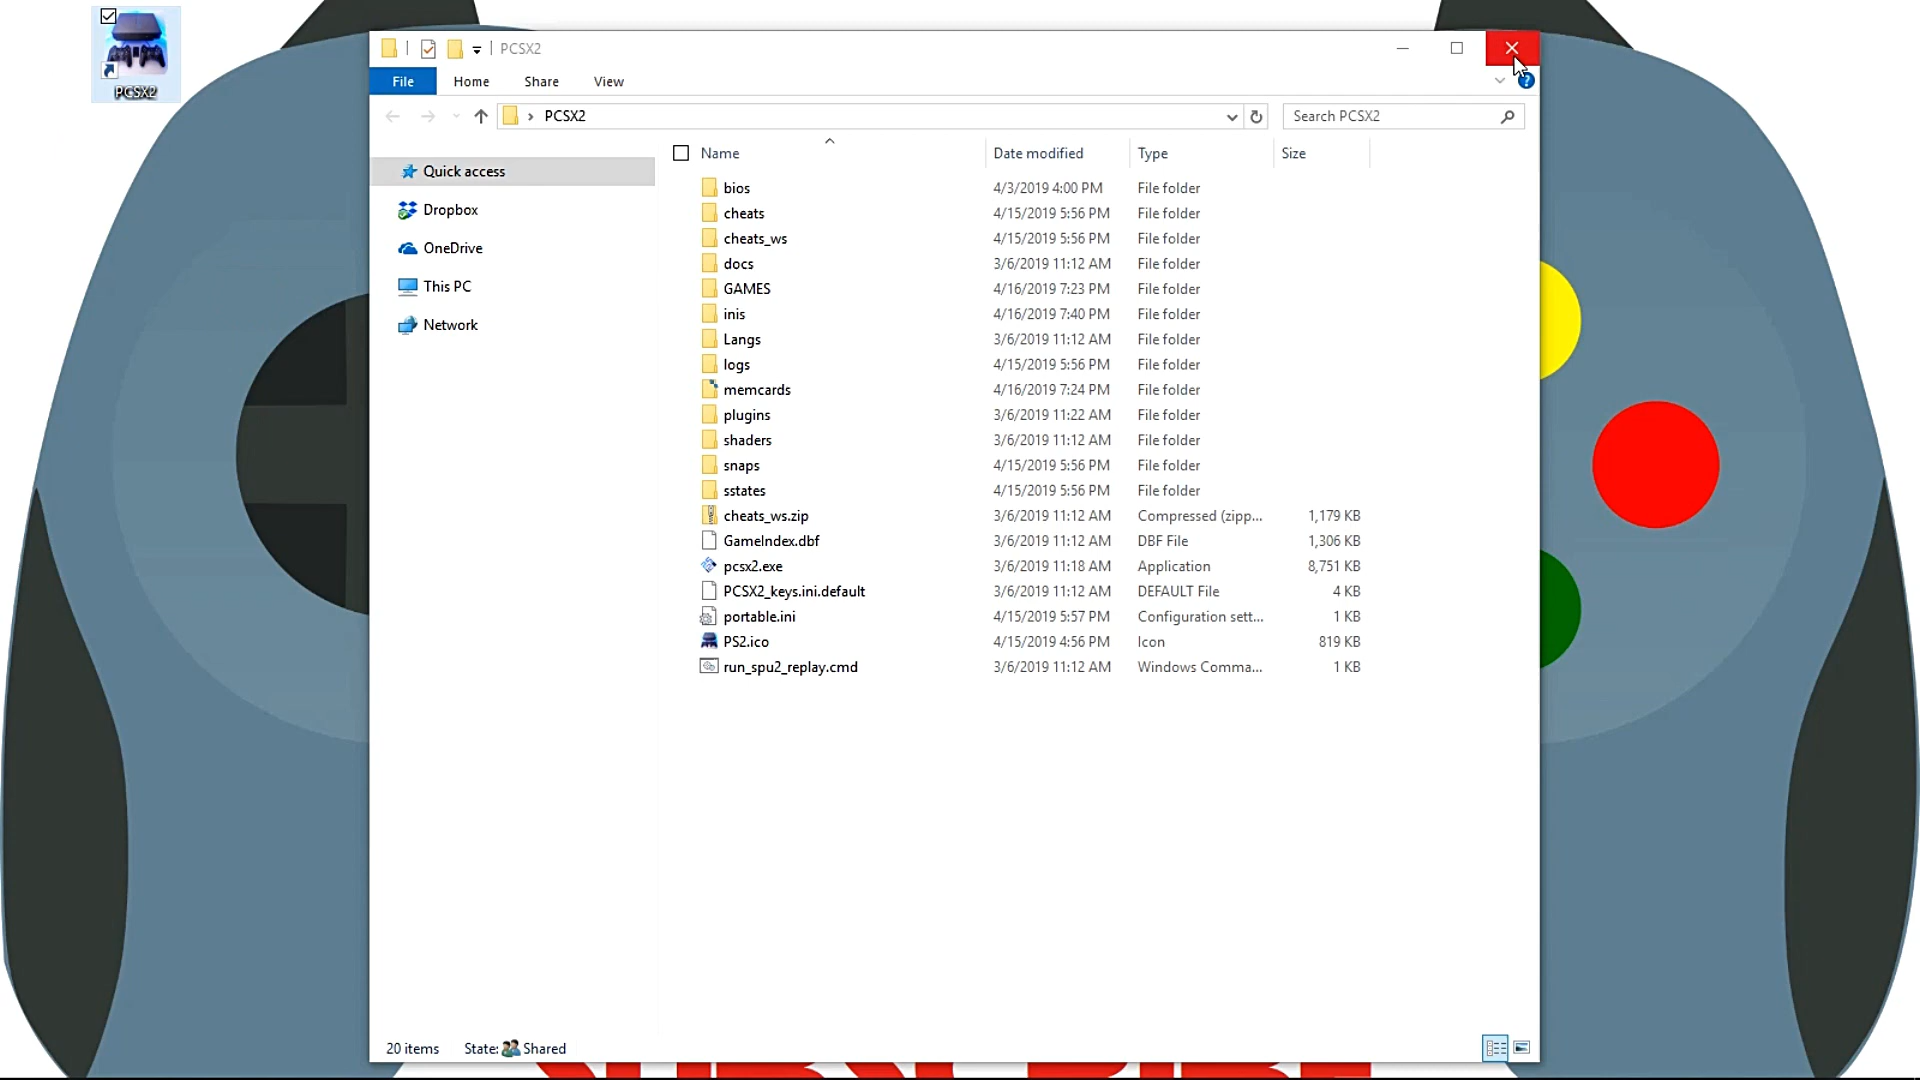 PCSX2
PCSX2
File Home Share View
PCSX2
Search PCSX2
Name Date modified Type Size
Quick access
Dropbox
OneDrive
This PC
Network
bios 4/3/2019 4:00 PM File folder
cheats 4/15/2019 5:56 PM File folder
cheats_ws 4/15/2019 5:56 PM File folder
docs 3/6/2019 11:12 AM File folder
GAMES 4/16/2019 7:23 PM File folder
inis 4/16/2019 7:40 PM File folder
Langs 3/6/2019 11:12 AM File folder
logs 4/15/2019 5:56 PM File folder
memcards 4/16/2019 7:24 PM File folder
plugins 3/6/2019 11:22 AM File folder
shaders 3/6/2019 11:12 AM File folder
snaps 4/15/2019 5:56 PM File folder
sstates 4/15/2019 5:56 PM File folder
cheats_ws.zip 3/6/2019 11:12 AM Compressed (zipp... 1,179 KB
GameIndex.dbf 3/6/2019 11:12 AM DBF File 1,306 KB
pcsx2.exe 3/6/2019 11:18 AM Application 8,751 KB
PCSX2_keys.ini.default 3/6/2019 11:12 AM DEFAULT File 4 KB
portable.ini 4/15/2019 5:57 PM Configuration sett... 1 KB
PS2.ico 4/15/2019 4:56 PM Icon 819 KB
run_spu2_replay.cmd 3/6/2019 11:12 AM Windows Comma... 1 KB
20 items State: Shared